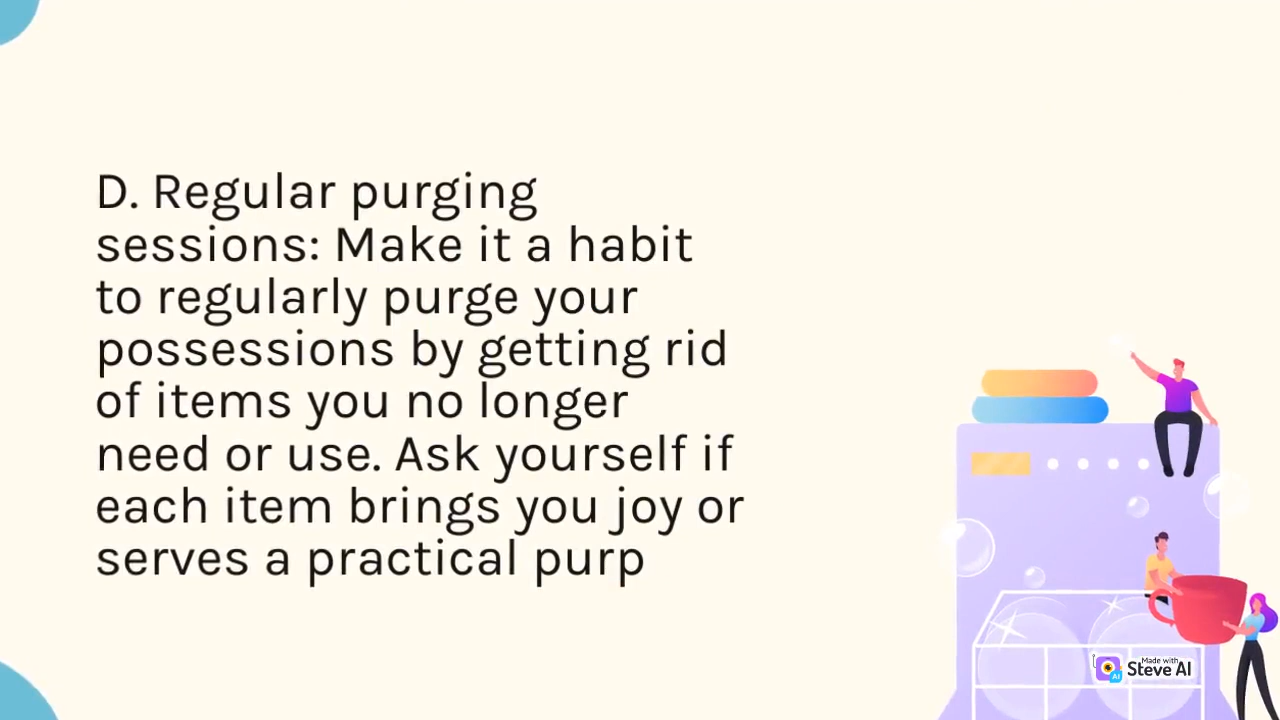 D. Regular purging
sessions: Make it a habit
to regularly purge your
possessions by getting rid
of items you no longer
need or use. Ask yourself if
each item brings you joy or
serves a practical purp
Made with
Steve AI
AI